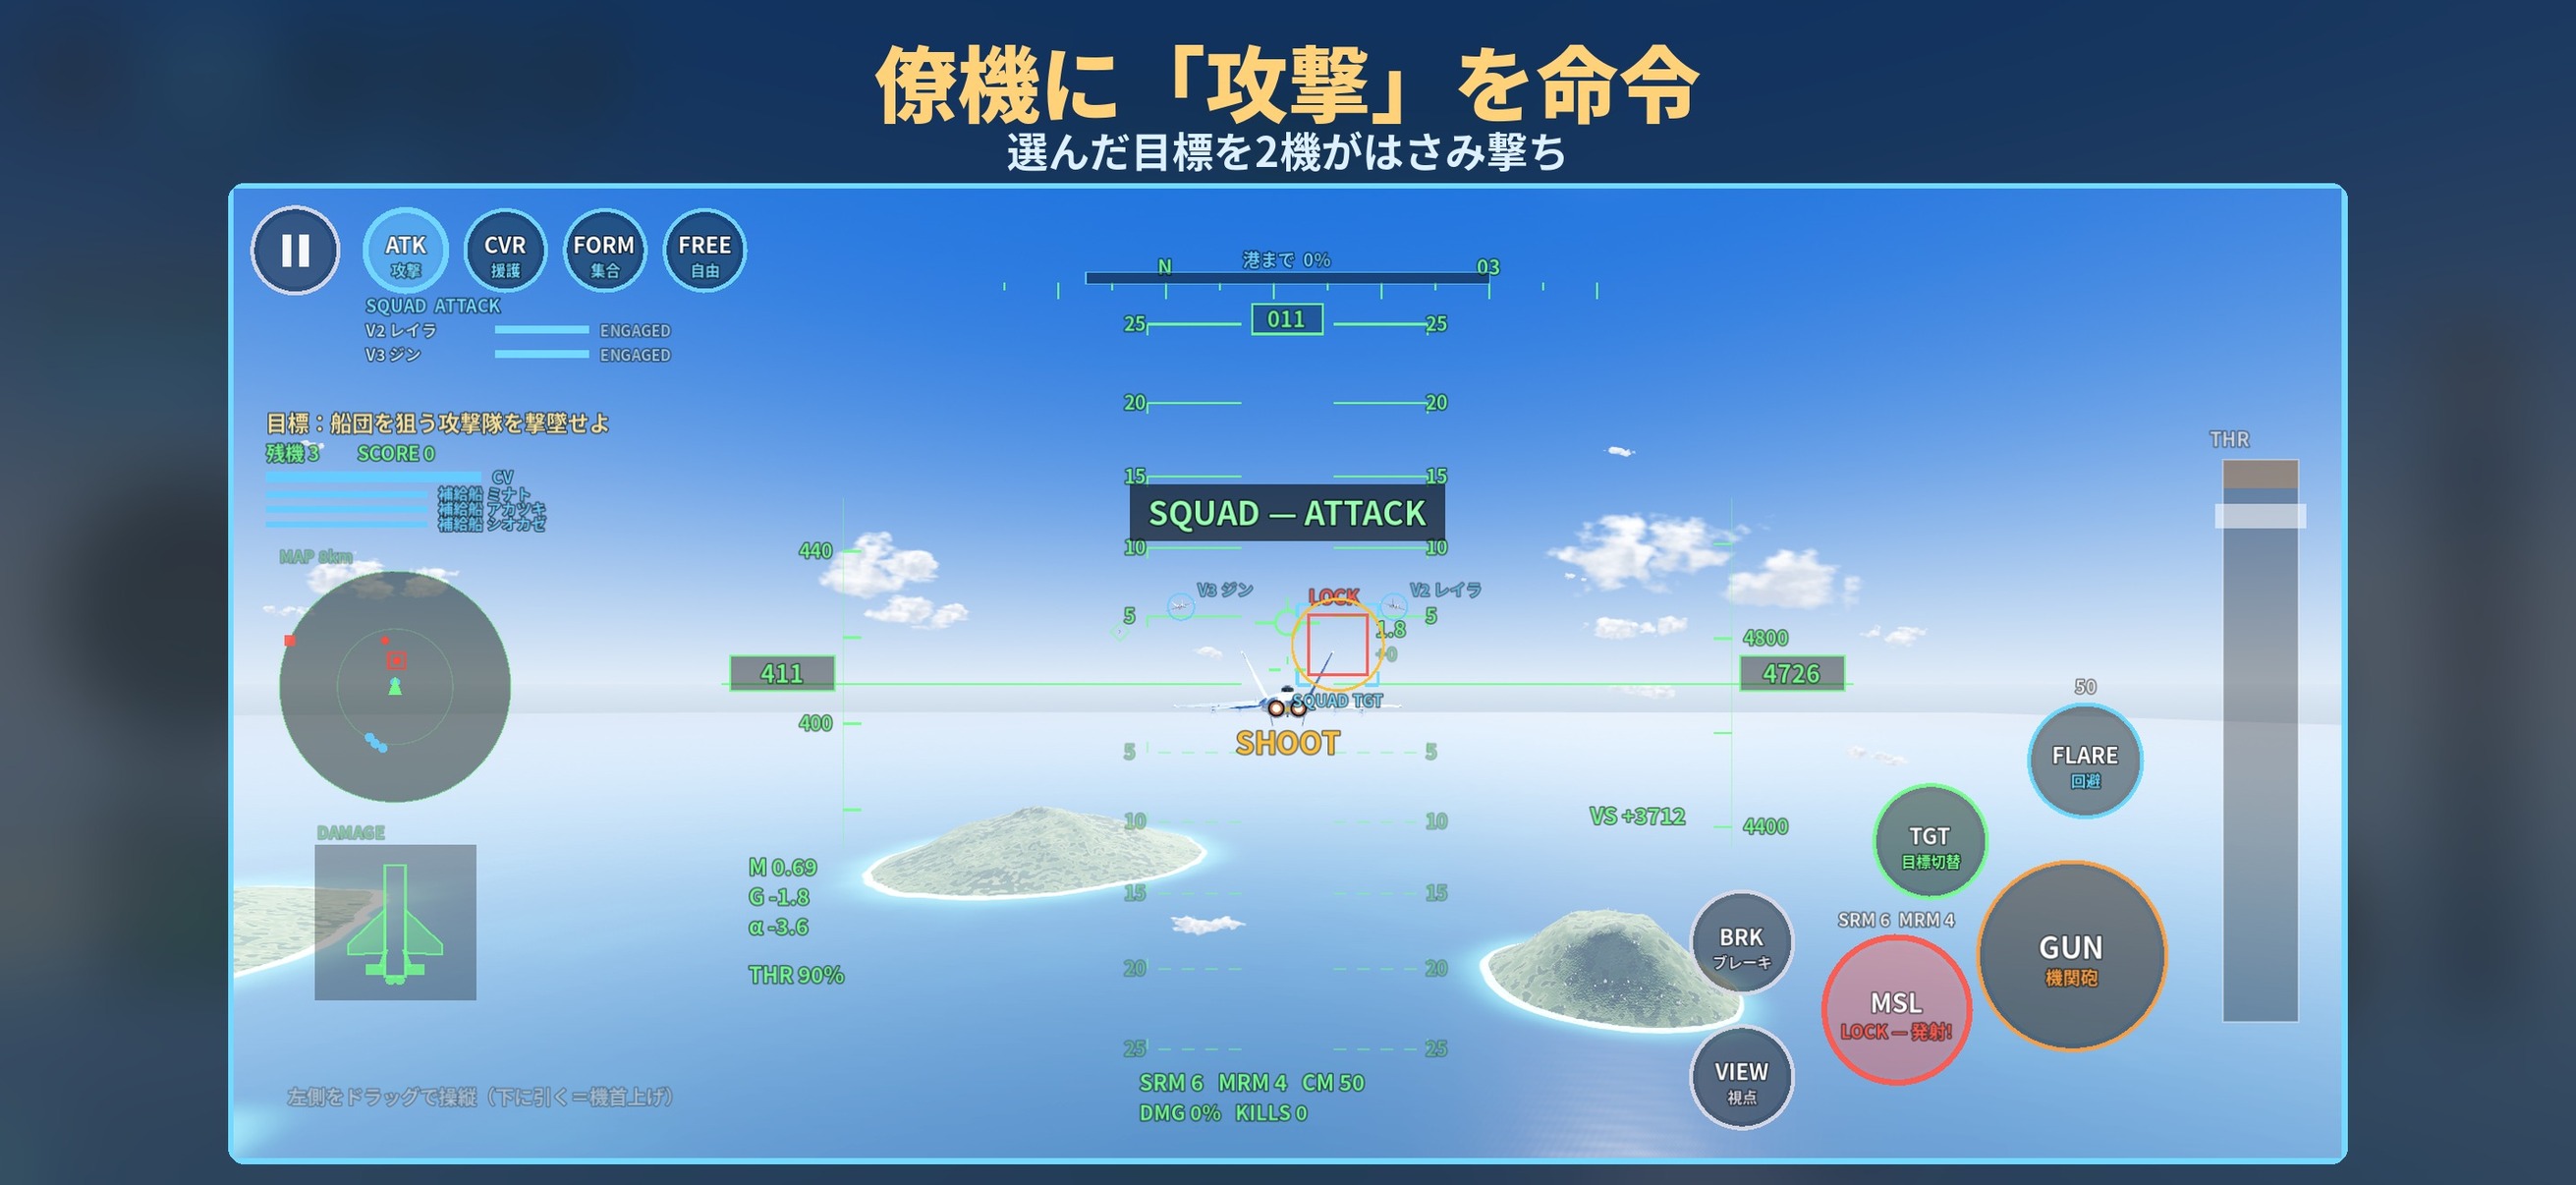 僚機に「攻撃」を命令
選んだ目標を2機がはさみ撃ち
ATK 攻撃
CVR 援護
FORM 集合
FREE 自由
SQUAD ATTACK
V2 レイラ ENGAGED
V3 ジン ENGAGED
港まで 0%
N 03
011
25 25
20 20
15 15
SQUAD — ATTACK
10 10
目標：船団を狙う攻撃隊を撃墜せよ
残機 3 SCORE 0
CV
補給船 ミナト
補給船 アカツキ
補給船 シオカゼ
MAP 8km
440
411
400
V3 ジン
LOCK
V2 レイラ
5 5
1.8
+0
SQUAD TGT
SHOOT
5 5
10 10
15 15
20 20
25 25
4800
4726
4400
VS +3712
THR
50
FLARE
回避
TGT
目標切替
DAMAGE
M 0.69
G -1.8
α -3.6
THR 90%
BRK
ブレーキ
SRM 6 MRM 4
MSL
LOCK — 発射!
GUN
機関砲
VIEW
視点
SRM 6 MRM 4 CM 50
DMG 0% KILLS 0
左側をドラッグで操縦（下に引く＝機首上げ）